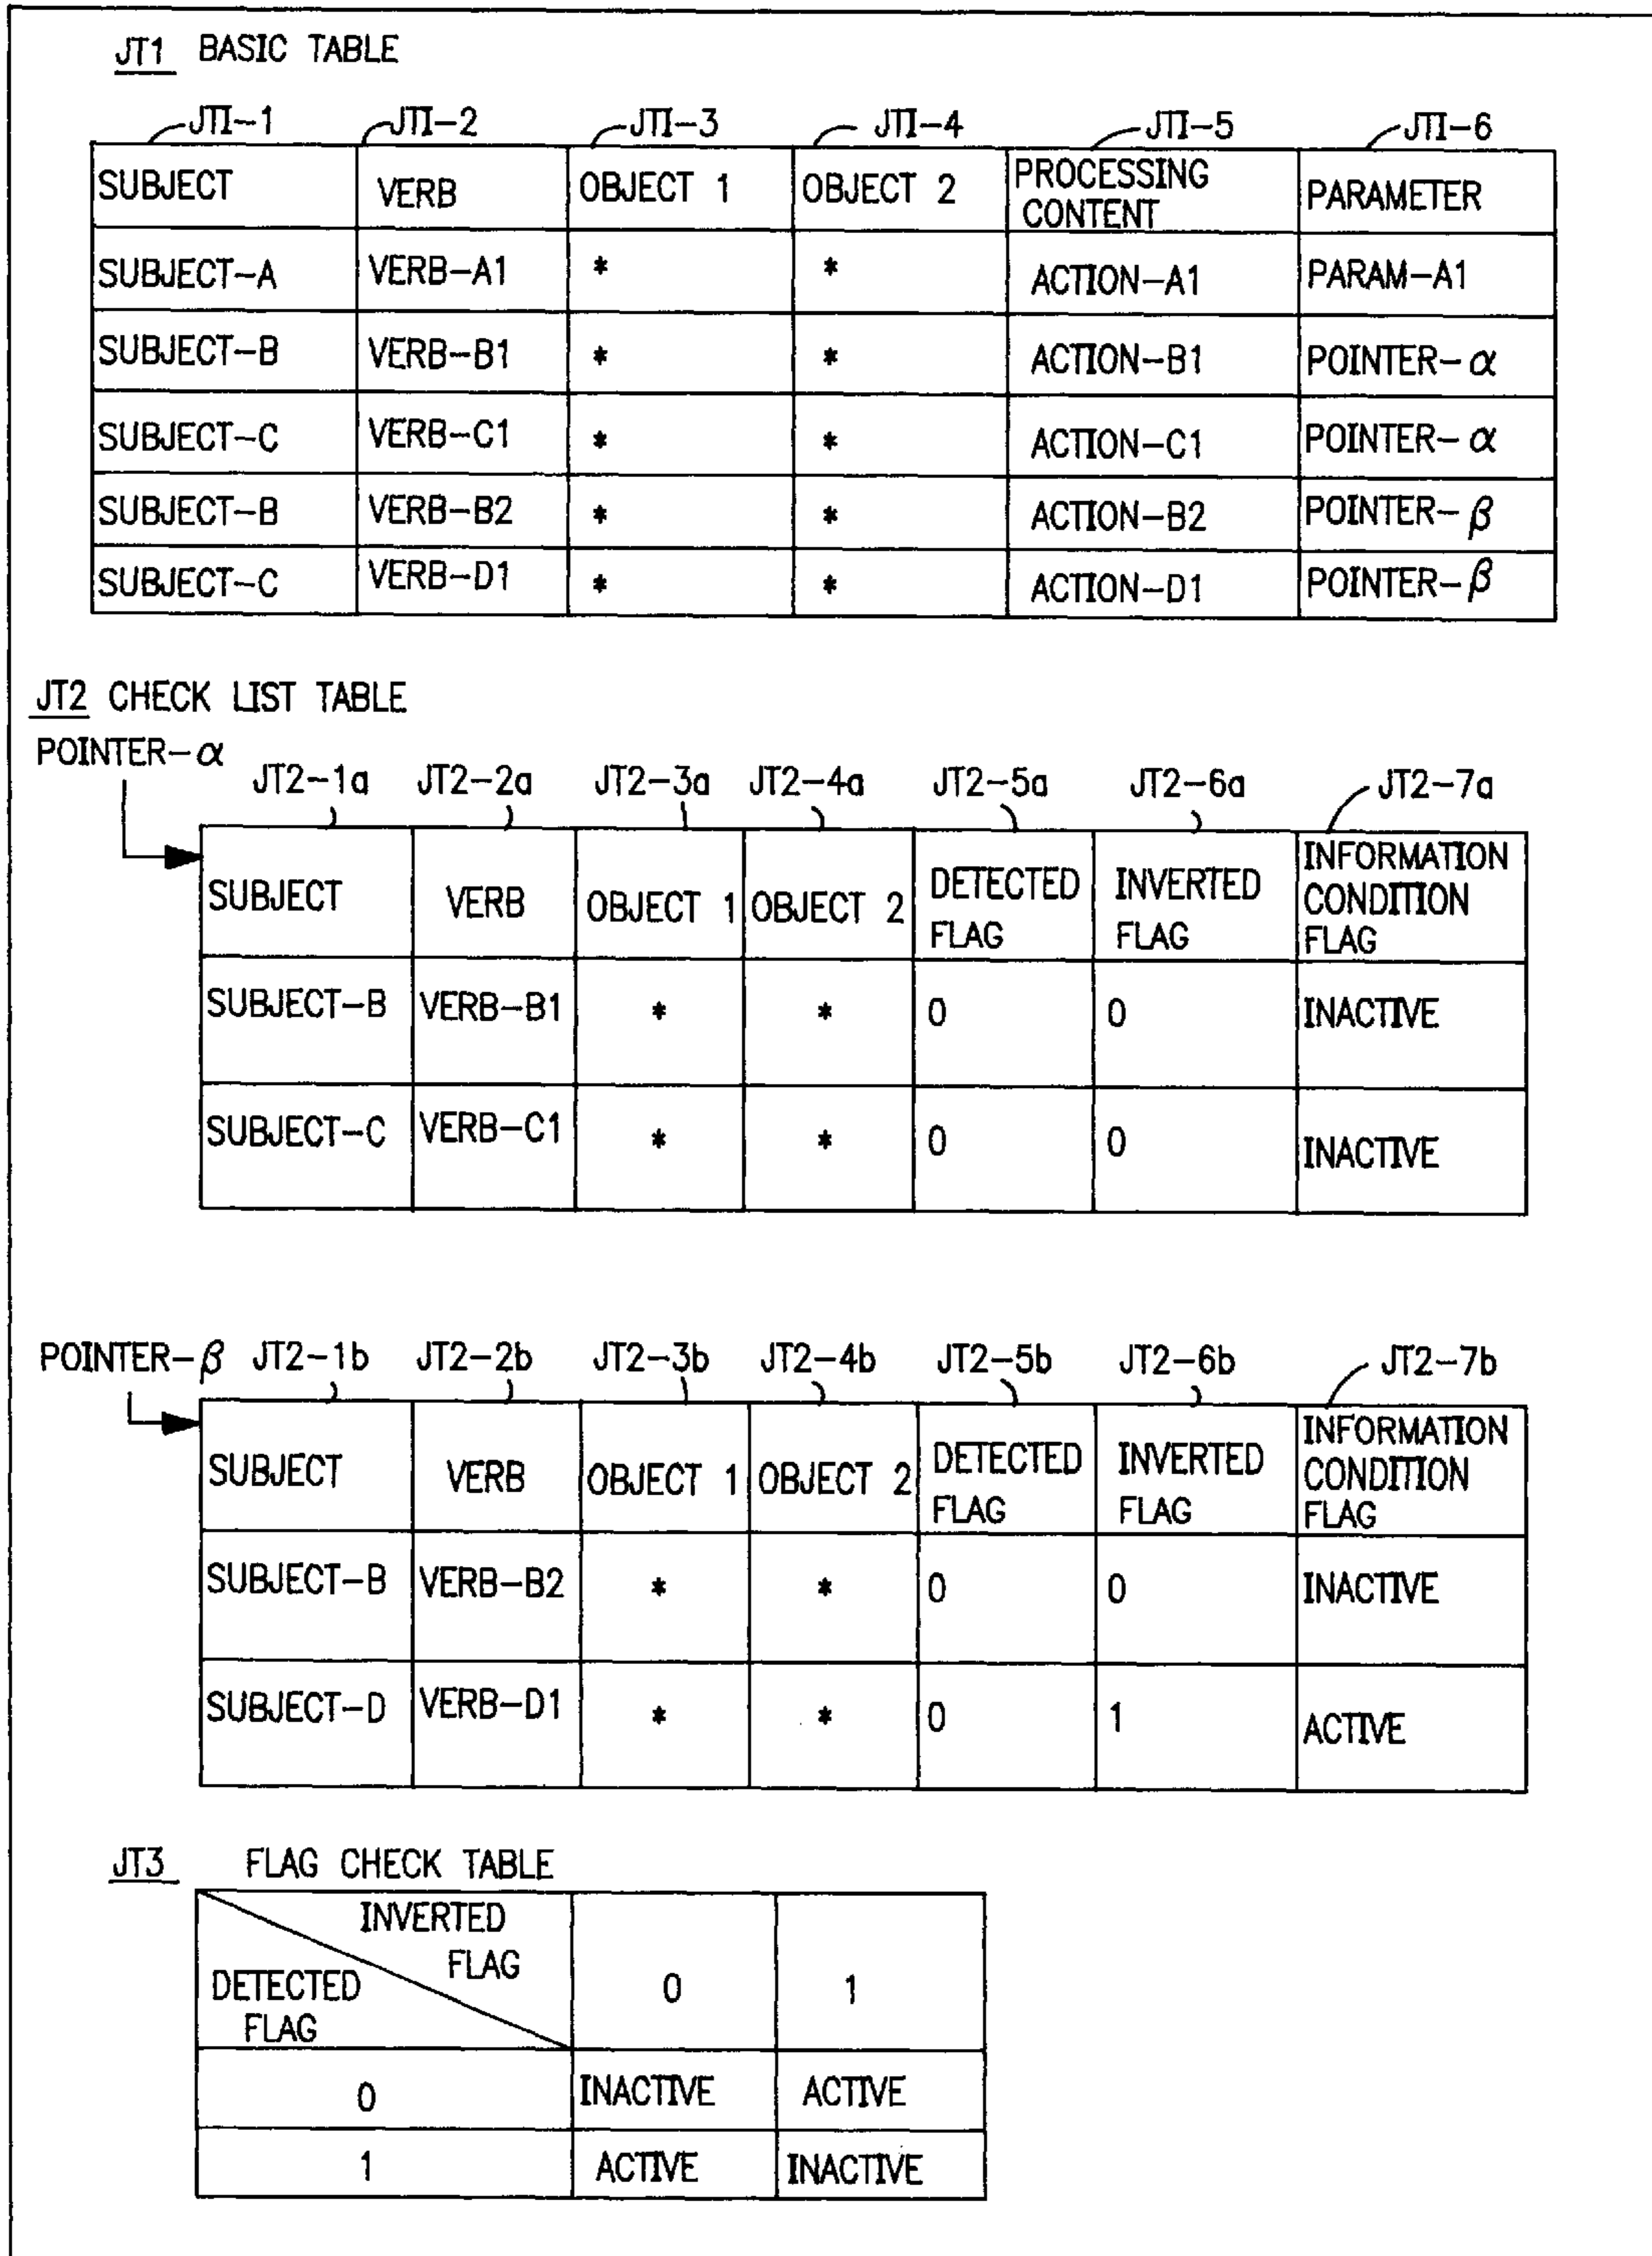 JT1 BASIC TABLE
JT1-1 JT1-2 JT1-3 JT1-4 JT1-5 JT1-6
SUBJECT VERB OBJECT 1 OBJECT 2 PROCESSING CONTENT PARAMETER
SUBJECT-A VERB-A1 * * ACTION-A1 PARAM-A1
SUBJECT-B VERB-B1 * * ACTION-B1 POINTER-α
SUBJECT-C VERB-C1 * * ACTION-C1 POINTER-α
SUBJECT-B VERB-B2 * * ACTION-B2 POINTER-β
SUBJECT-C VERB-D1 * * ACTION-D1 POINTER-β
JT2 CHECK LIST TABLE
POINTER-α JT2-1a JT2-2a JT2-3a JT2-4a JT2-5a JT2-6a JT2-7a
SUBJECT VERB OBJECT 1 OBJECT 2 DETECTED FLAG INVERTED FLAG INFORMATION CONDITION FLAG
SUBJECT-B VERB-B1 * * 0 0 INACTIVE
SUBJECT-C VERB-C1 * * 0 0 INACTIVE
POINTER-β JT2-1b JT2-2b JT2-3b JT2-4b JT2-5b JT2-6b JT2-7b
SUBJECT VERB OBJECT 1 OBJECT 2 DETECTED FLAG INVERTED FLAG INFORMATION CONDITION FLAG
SUBJECT-B VERB-B2 * * 0 0 INACTIVE
SUBJECT-D VERB-D1 * * 0 1 ACTIVE
JT3 FLAG CHECK TABLE
INVERTED FLAG DETECTED FLAG 0 1
0 INACTIVE ACTIVE
1 ACTIVE INACTIVE